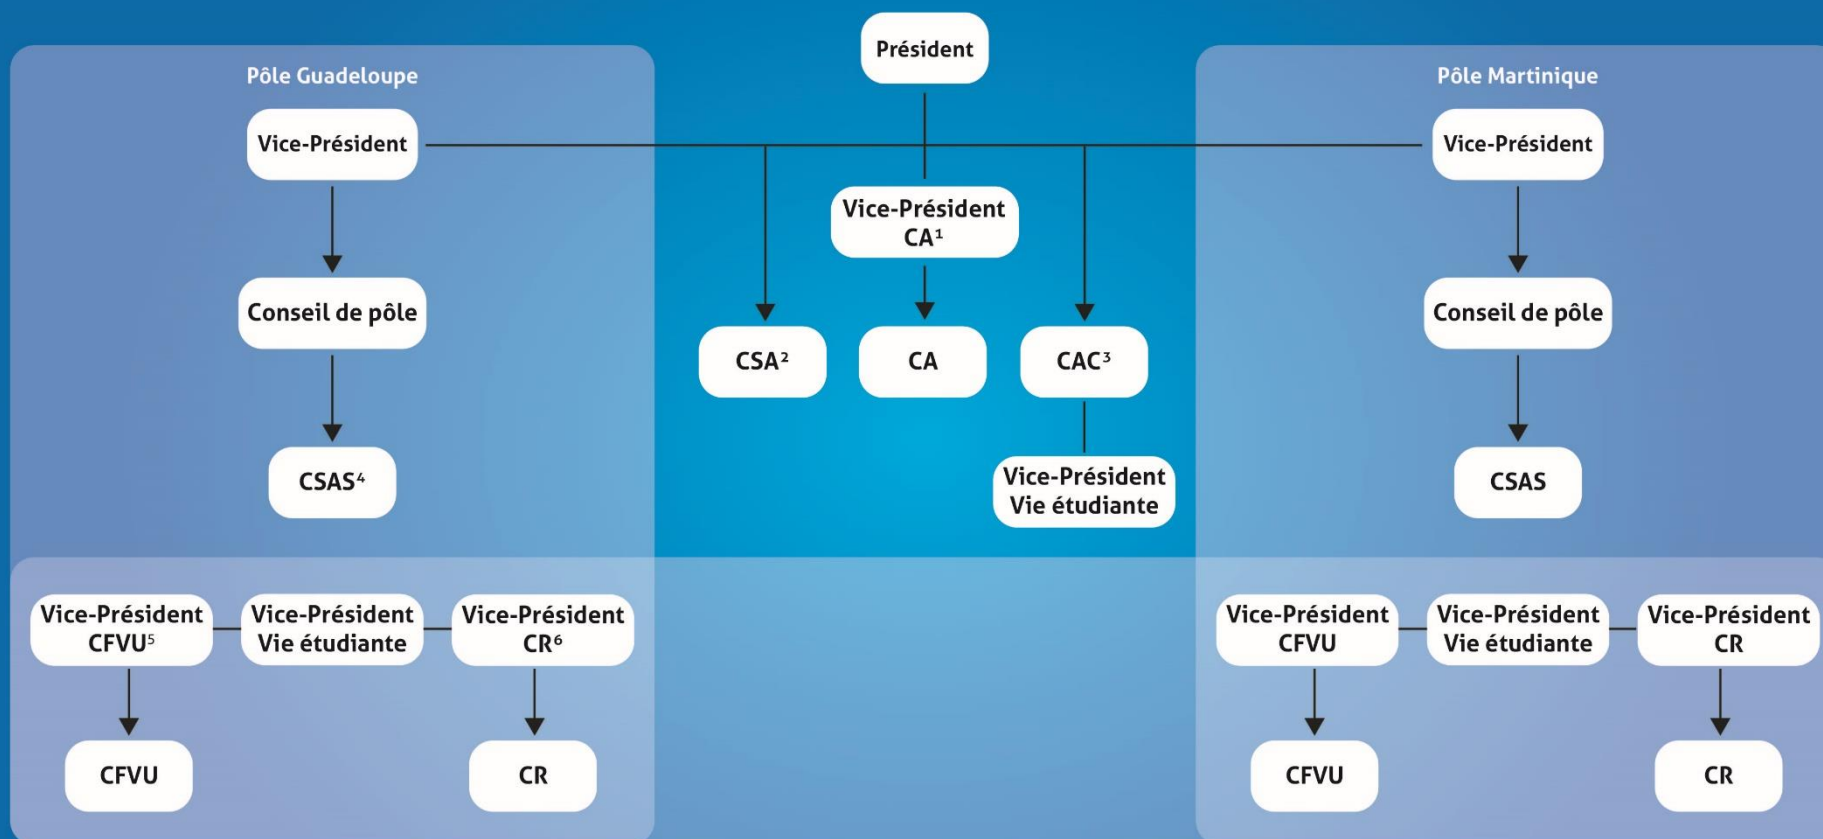 Président
Pôle Guadeloupe
Pôle Martinique
Vice-Président
Vice-Président
Vice-Président
CA¹
Conseil de pôle
Conseil de pôle
CSA²
CA
CAC³
CSAS⁴
Vice-Président
Vie étudiante
CSAS
Vice-Président
CFVU⁵
Vice-Président
Vie étudiante
Vice-Président
CR⁶
Vice-Président
CFVU
Vice-Président
Vie étudiante
Vice-Président
CR
CFVU
CR
CFVU
CR